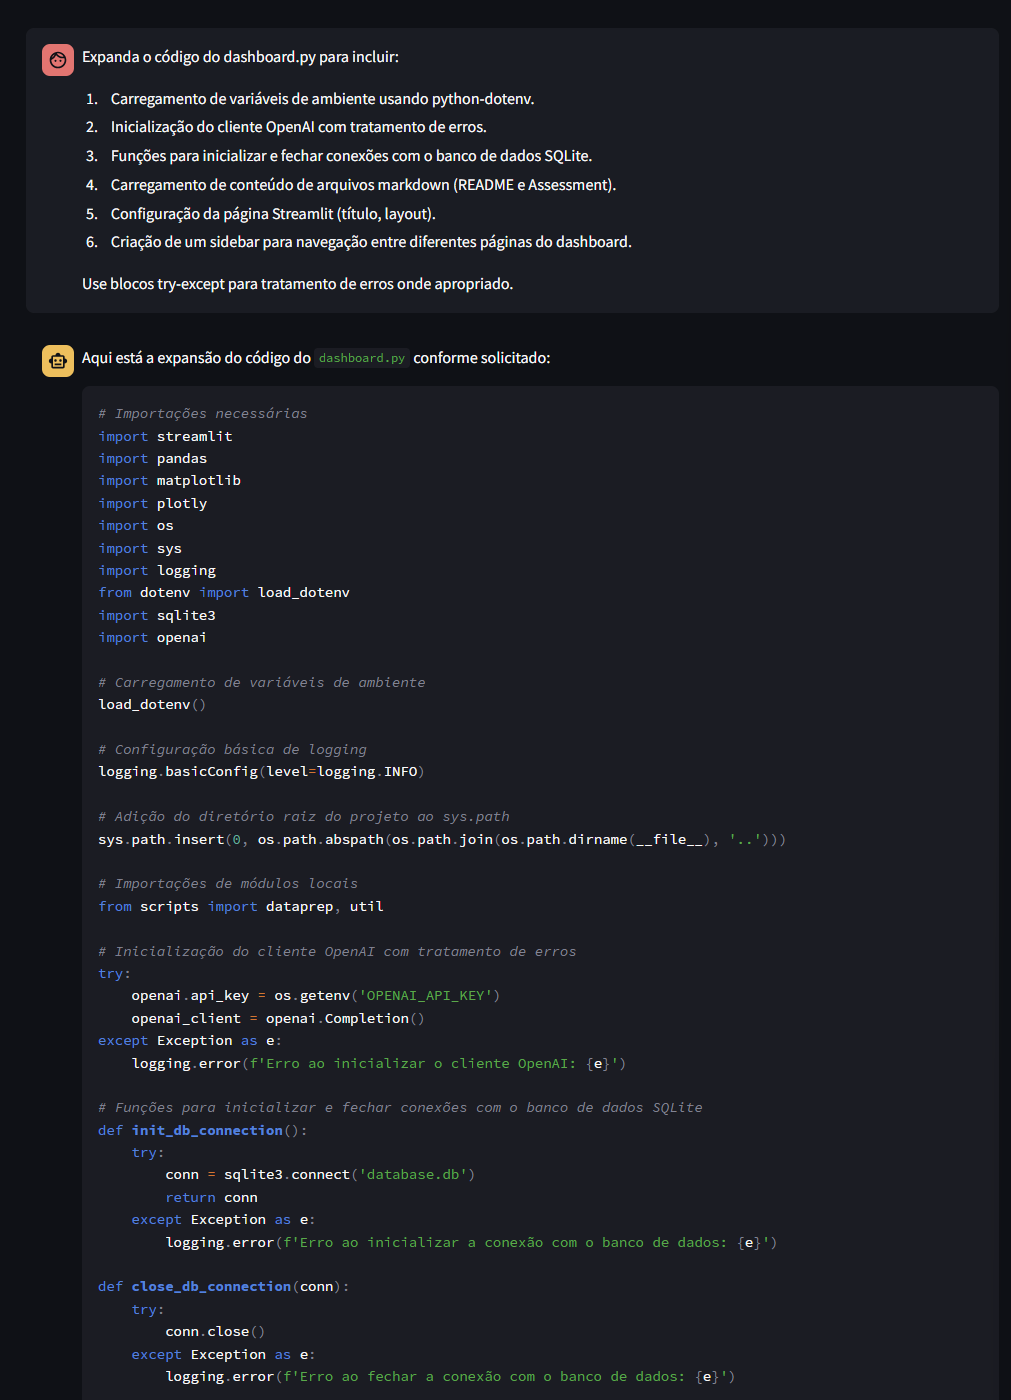 Expanda o código do dashboard.py para incluir:
1. Carregamento de variáveis de ambiente usando python-dotenv.
2. Inicialização do cliente OpenAI com tratamento de erros.
3. Funções para inicializar e fechar conexões com o banco de dados SQLite.
4. Carregamento de conteúdo de arquivos markdown (README e Assessment).
5. Configuração da página Streamlit (título, layout).
6. Criação de um sidebar para navegação entre diferentes páginas do dashboard.
Use blocos try-except para tratamento de erros onde apropriado.
Aqui está a expansão do código do dashboard.py conforme solicitado:
# Importações necessárias
import streamlit
import pandas
import matplotlib
import plotly
import os
import sys
import logging
from dotenv import load_dotenv
import sqlite3
import openai
# Carregamento de variáveis de ambiente
load_dotenv()
# Configuração básica de logging
logging.basicConfig(level=logging.INFO)
# Adição do diretório raiz do projeto ao sys.path
sys.path.insert(0, os.path.abspath(os.path.join(os.path.dirname(__file__), '..')))
# Importações de módulos locais
from scripts import dataprep, util
# Inicialização do cliente OpenAI com tratamento de erros
try:
    openai.api_key = os.getenv('OPENAI_API_KEY')
    openai_client = openai.Completion()
except Exception as e:
    logging.error(f'Erro ao inicializar o cliente OpenAI: {e}')
# Funções para inicializar e fechar conexões com o banco de dados SQLite
def init_db_connection():
    try:
        conn = sqlite3.connect('database.db')
        return conn
    except Exception as e:
        logging.error(f'Erro ao inicializar a conexão com o banco de dados: {e}')
def close_db_connection(conn):
    try:
        conn.close()
    except Exception as e:
        logging.error(f'Erro ao fechar a conexão com o banco de dados: {e}')